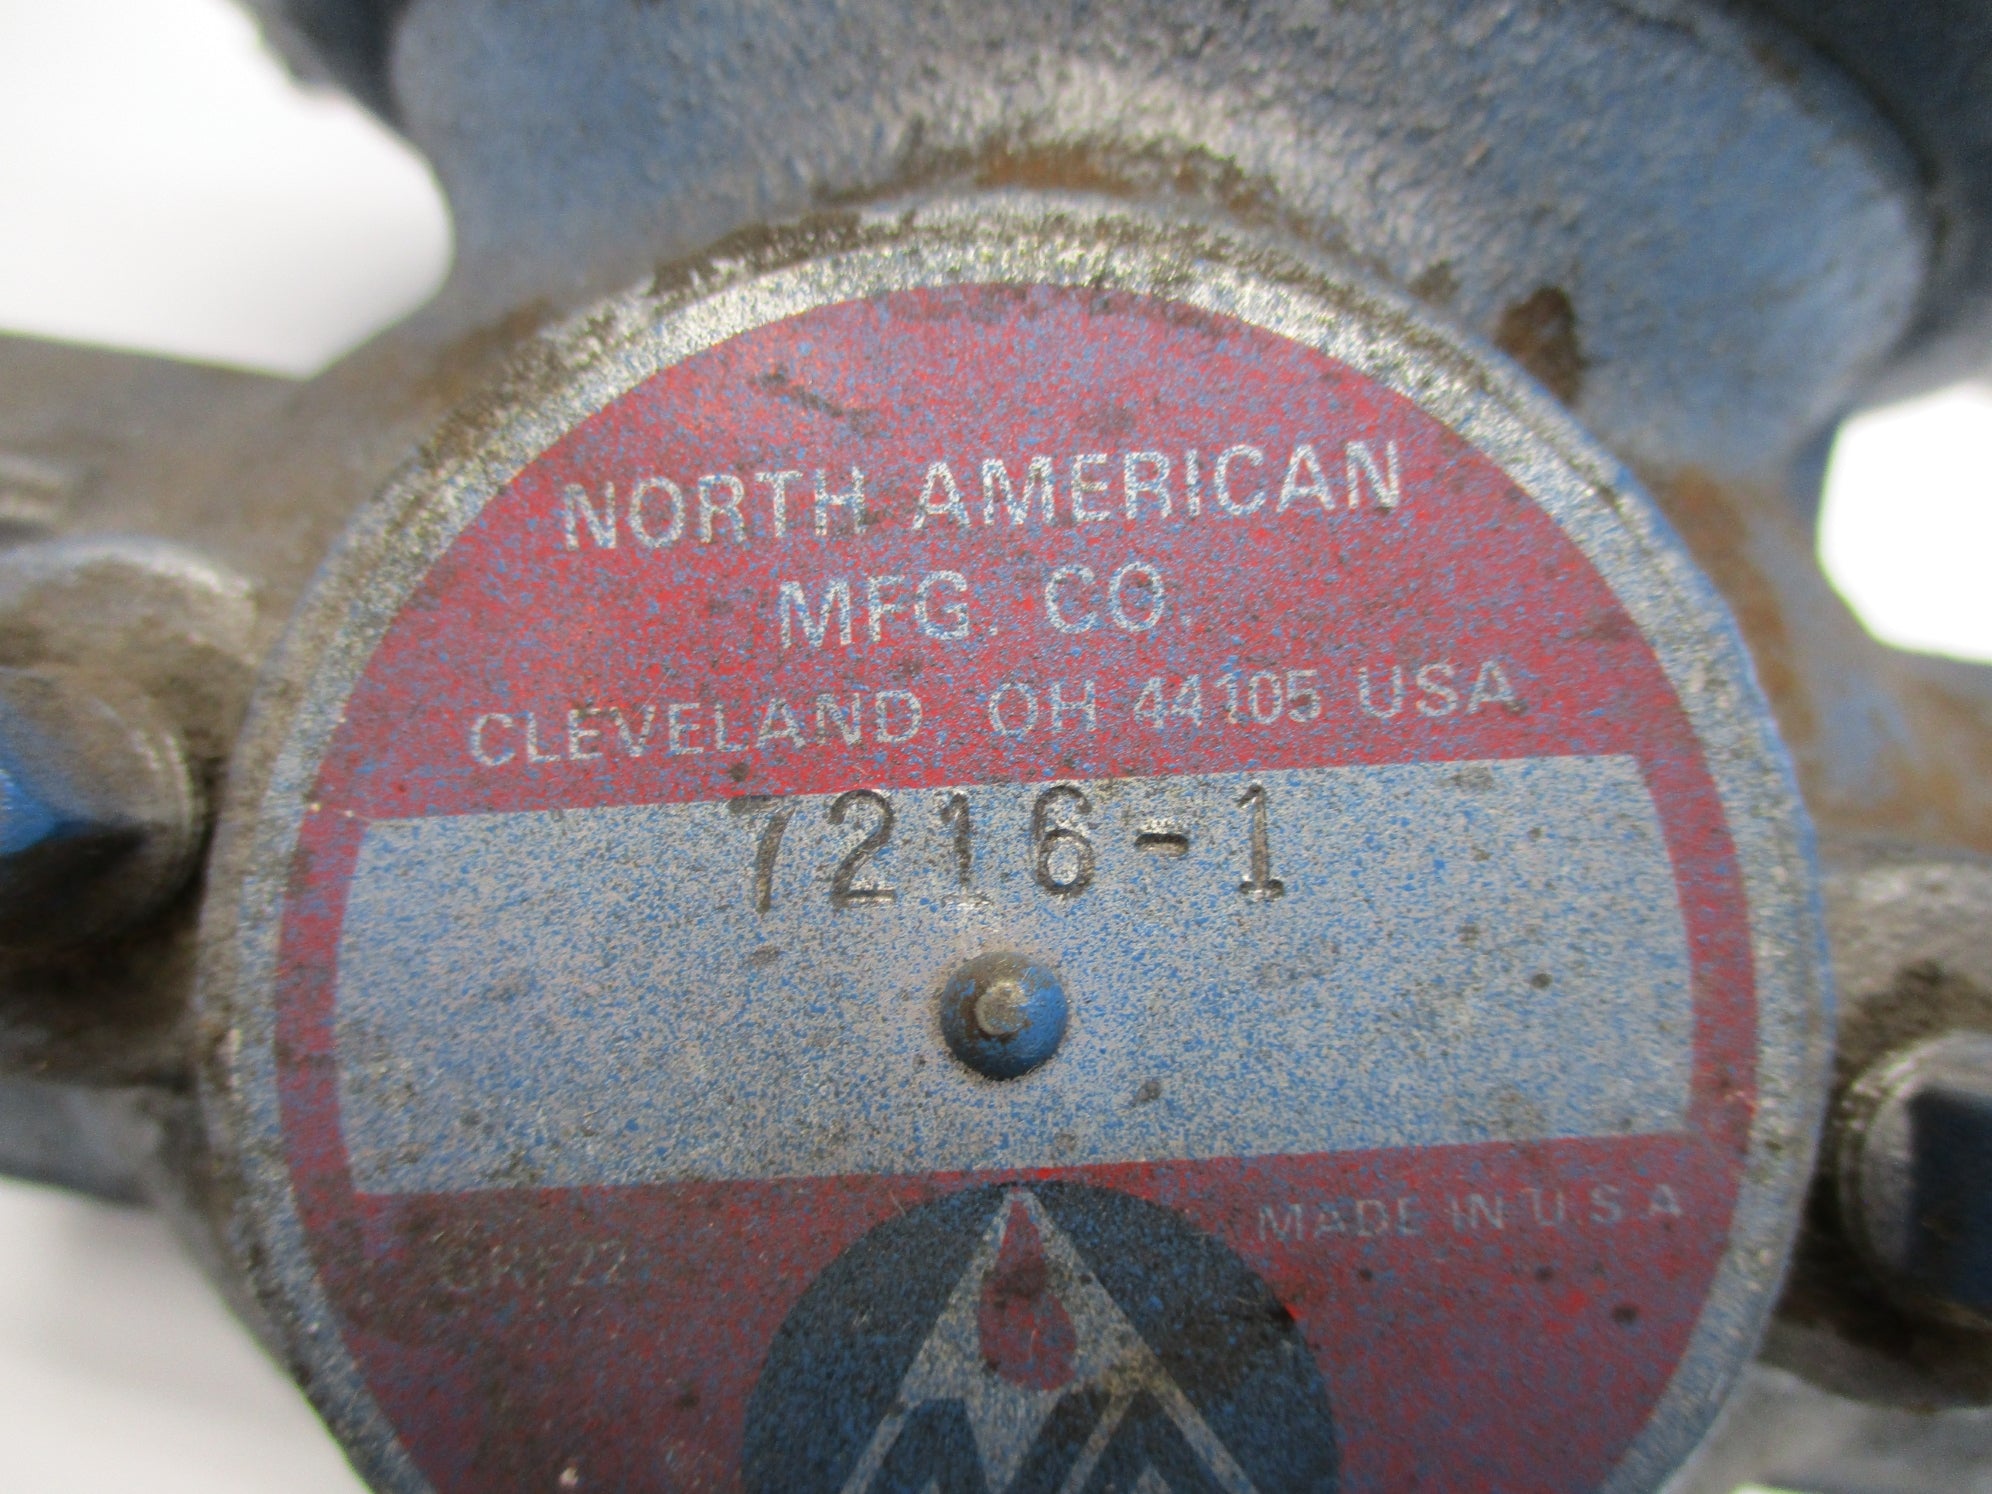 NORTH AMERICAN
MFG. CO.
CLEVELAND, OH 44105 USA
7216-1
MADE IN U.S.A